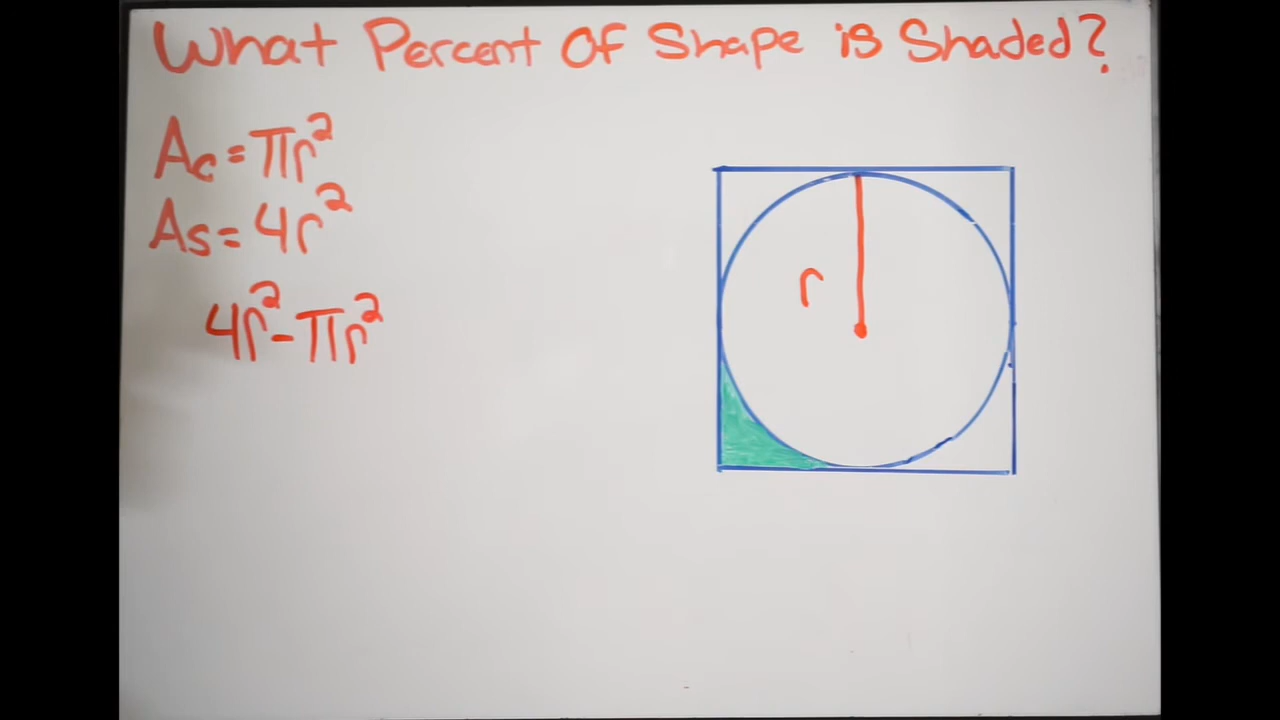 What Percent Of Shape is Shaded?
Ac = πr²
As = 4r²
4r² - πr²
r